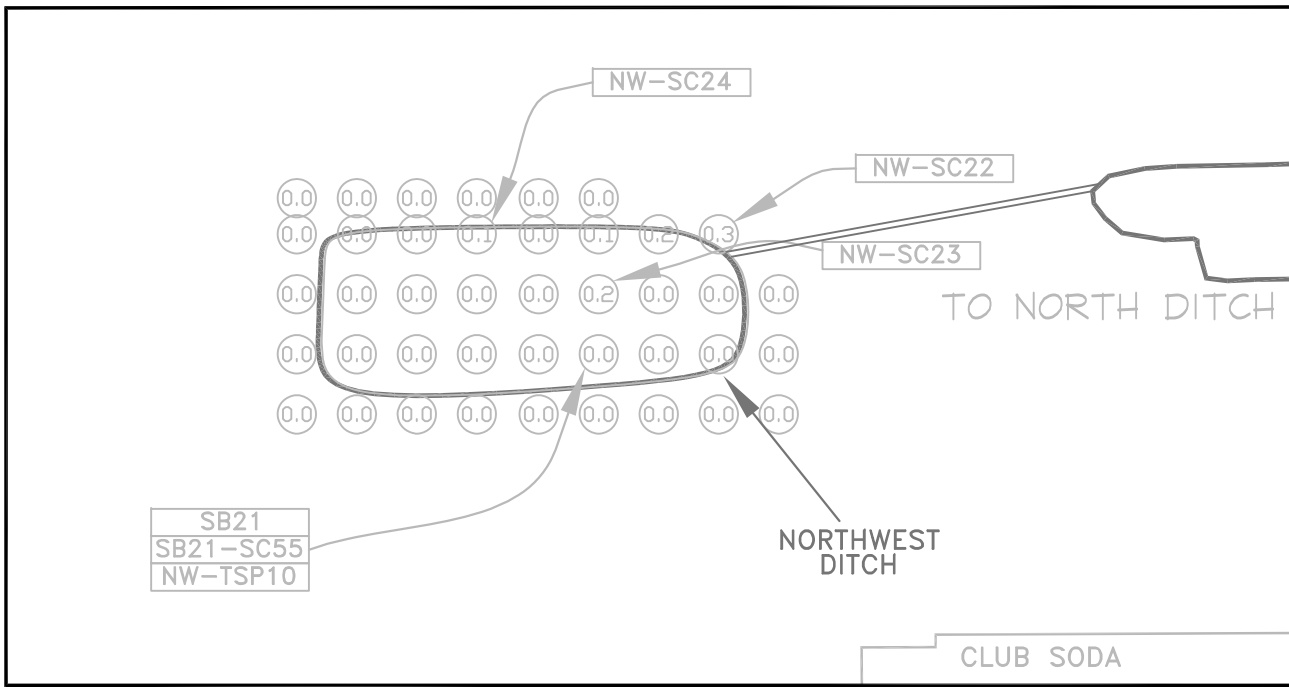 NW-SC24
NW-SC22
0.0 0.0 0.0 0.0 0.0 0.0
0.0 0.0 0.0 0.1 0.0 0.1 0.2 0.3
NW-SC23
0.0 0.0 0.0 0.0 0.0 0.2 0.0 0.0 0.0
TO NORTH DITCH
0.0 0.0 0.0 0.0 0.0 0.0 0.0 0.0 0.0
0.0 0.0 0.0 0.0 0.0 0.0 0.0 0.0 0.0
SB21
SB21-SC55
NW-TSP10
NORTHWEST
DITCH
CLUB SODA